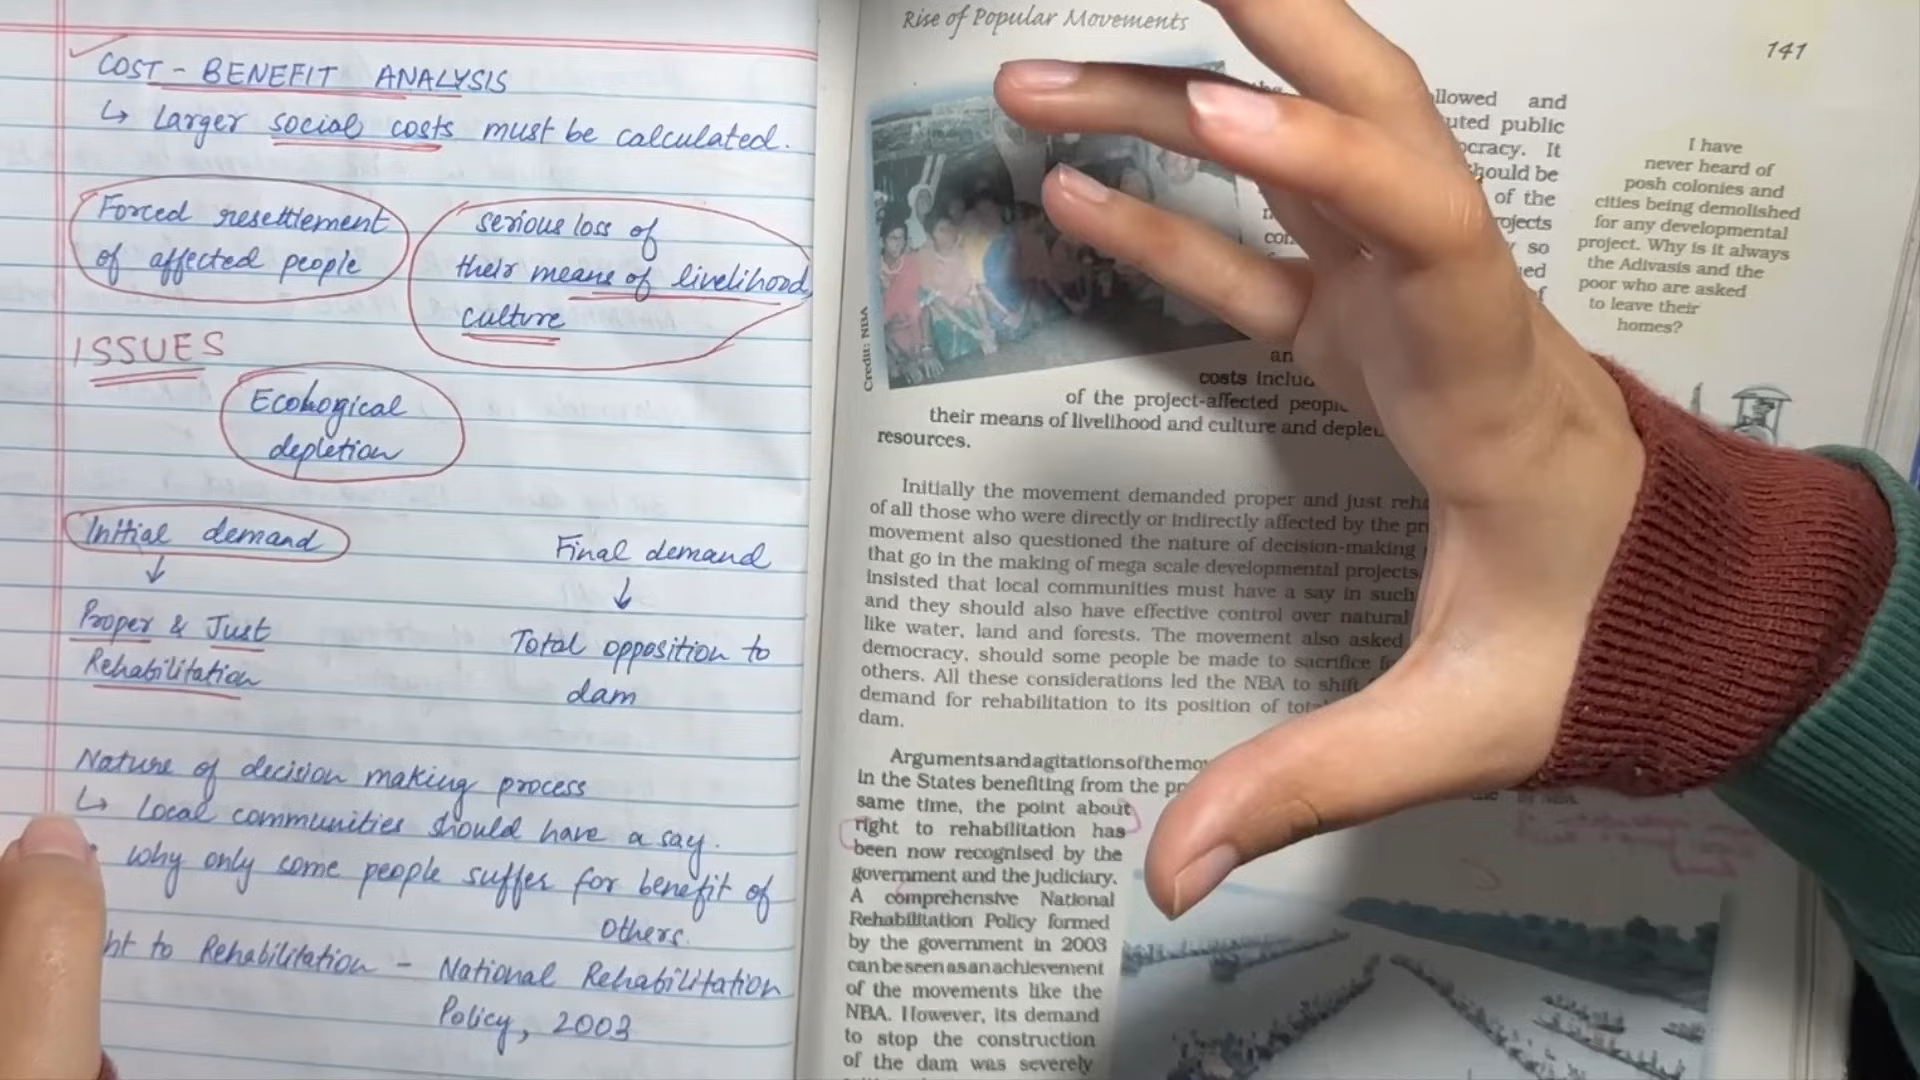 COST - BENEFIT ANALYSIS
↳ Larger social costs must be calculated.
Forced resettlement
of affected people
serious loss of
their means of livelihood,
culture
ISSUES
Ecological
depletion
Initial demand
↓
Proper & Just
Rehabilitation
Final demand
↓
Total opposition to
dam
Nature of decision making process
↳ Local communities should have a say.
Why only some people suffer for benefit of
others.
ht to Rehabilitation - National Rehabilitation
Policy, 2003
Rise of Popular Movements
141
Credit: NBA
llowed and
uted public
ocracy. It
hould be
of the
rojects
so
I have
never heard of
posh colonies and
cities being demolished
for any developmental
project. Why is it always
the Adivasis and the
poor who are asked
to leave their
homes?
an
costs includ
of the project-affected people
their means of livelihood and culture and deplet
resources.
Initially the movement demanded proper and just reha
of all those who were directly or indirectly affected by the pr
movement also questioned the nature of decision-making
that go in the making of mega scale developmental projects.
insisted that local communities must have a say in such
and they should also have effective control over natural
like water, land and forests. The movement also asked
democracy, should some people be made to sacrifice f
others. All these considerations led the NBA to shift
demand for rehabilitation to its position of tot
dam.
Arguments and agitations of the mo
in the States benefiting from the pr
same time, the point about
right to rehabilitation has
been now recognised by the
government and the judiciary.
A comprehensive National
Rehabilitation Policy formed
by the government in 2003
can be seen as an achievement
of the movements like the
NBA. However, its demand
to stop the construction
of the dam was severely